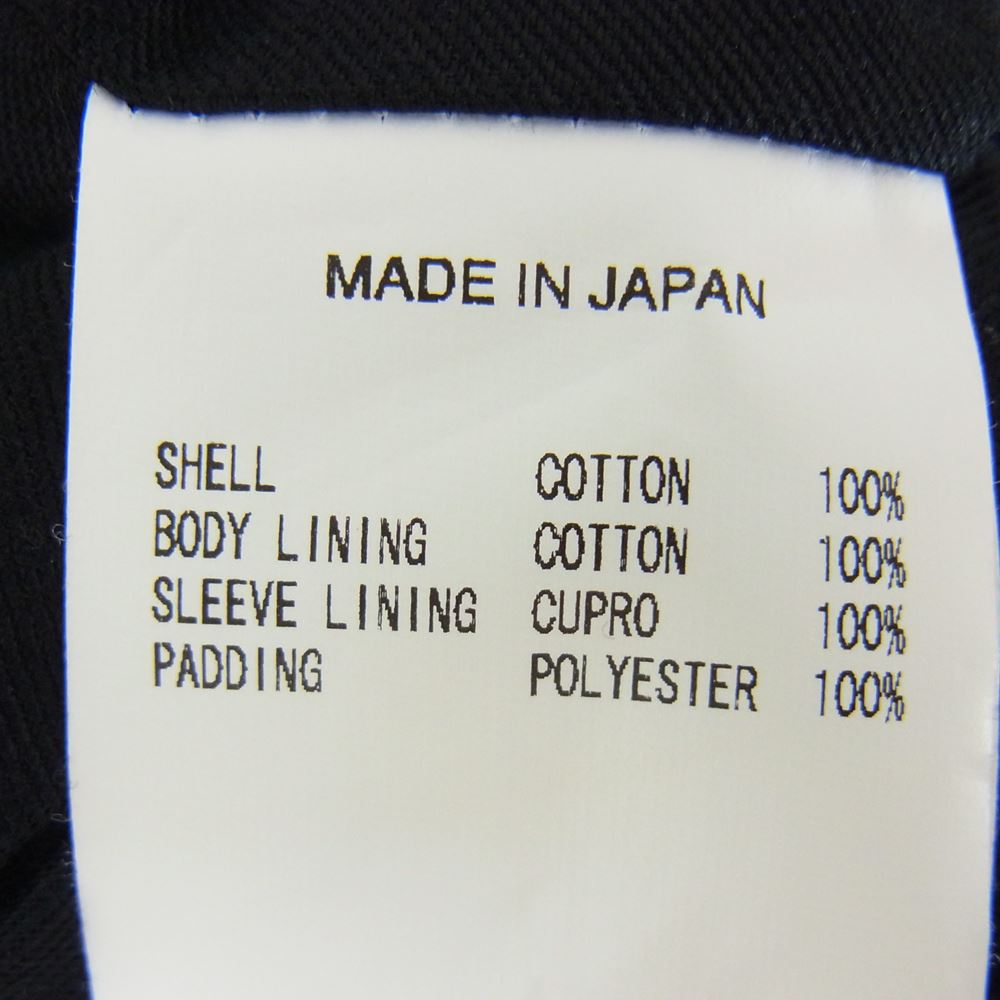 MADE IN JAPAN
SHELL COTTON 100%
BODY LINING COTTON 100%
SLEEVE LINING CUPRO 100%
PADDING POLYESTER 100%